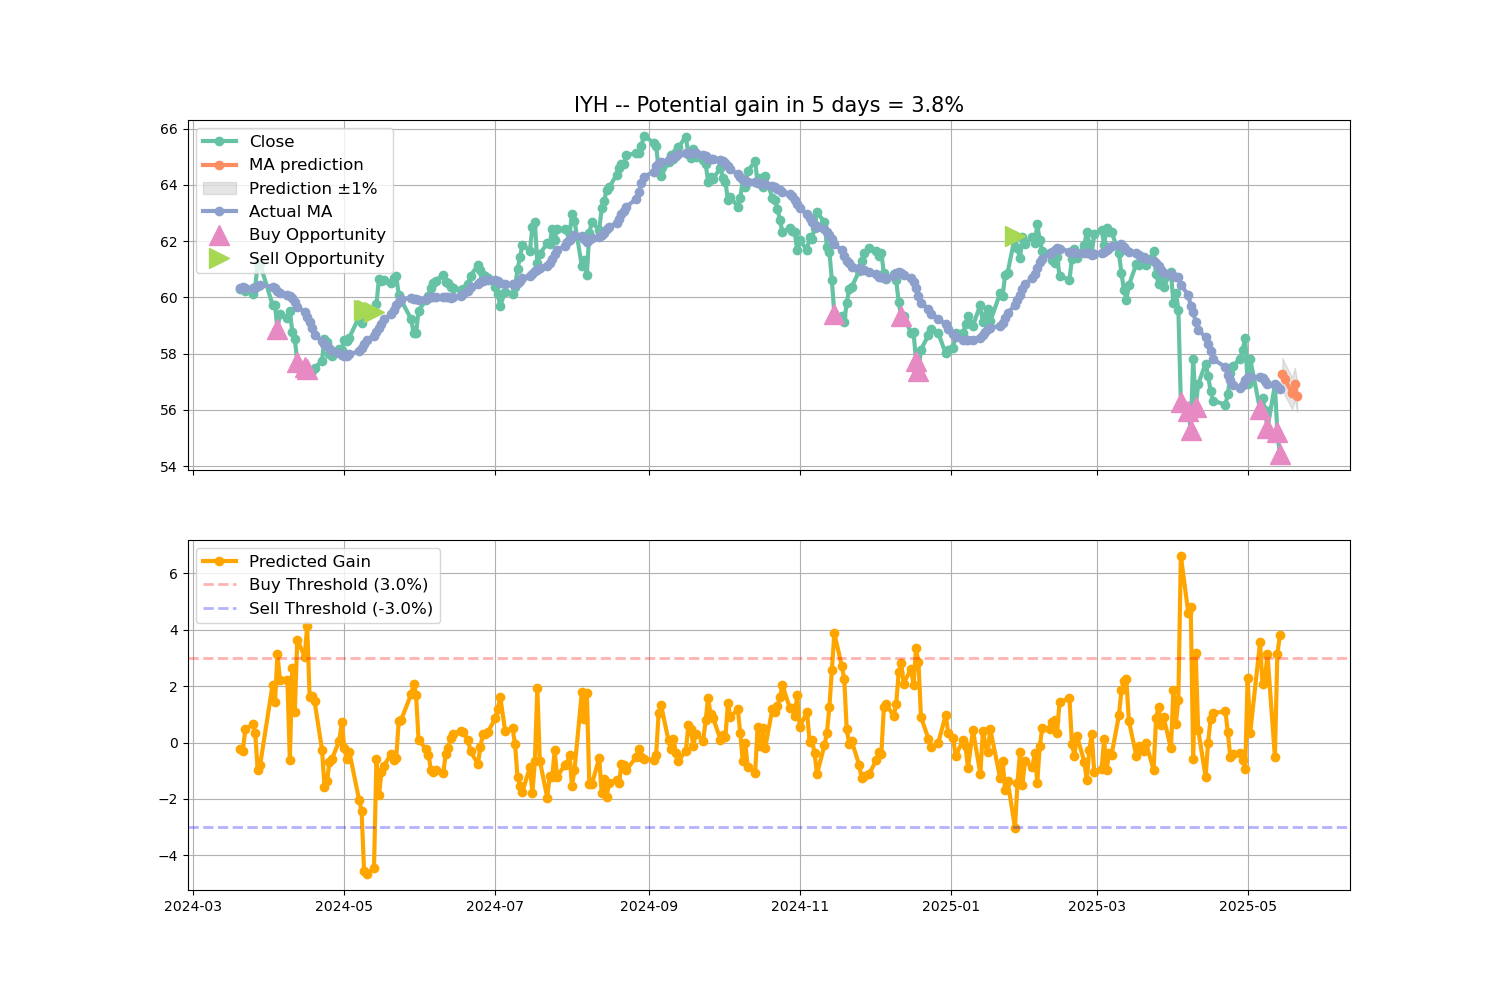 IYH -- Potential gain in 5 days = 3.8%
66
64
62
60
58
56
54
Close
MA prediction
Prediction ±1%
Actual MA
Buy Opportunity
Sell Opportunity
6
4
2
0
−2
−4
Predicted Gain
Buy Threshold (3.0%)
Sell Threshold (-3.0%)
2024-03
2024-05
2024-07
2024-09
2024-11
2025-01
2025-03
2025-05